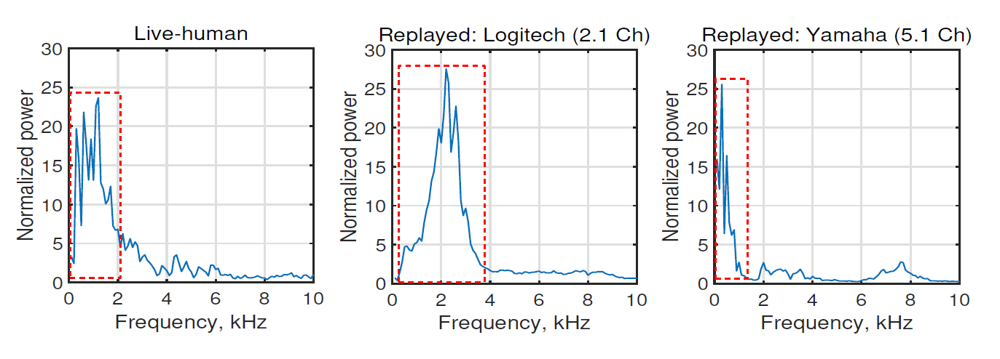 Live-human
Normalized power
30
25
20
15
10
5
0
0 2 4 6 8 10
Frequency, kHz
Replayed: Logitech (2.1 Ch)
Normalized power
30
25
20
15
10
5
0
0 2 4 6 8 10
Frequency, kHz
Replayed: Yamaha (5.1 Ch)
Normalized power
30
25
20
15
10
5
0
0 2 4 6 8 10
Frequency, kHz